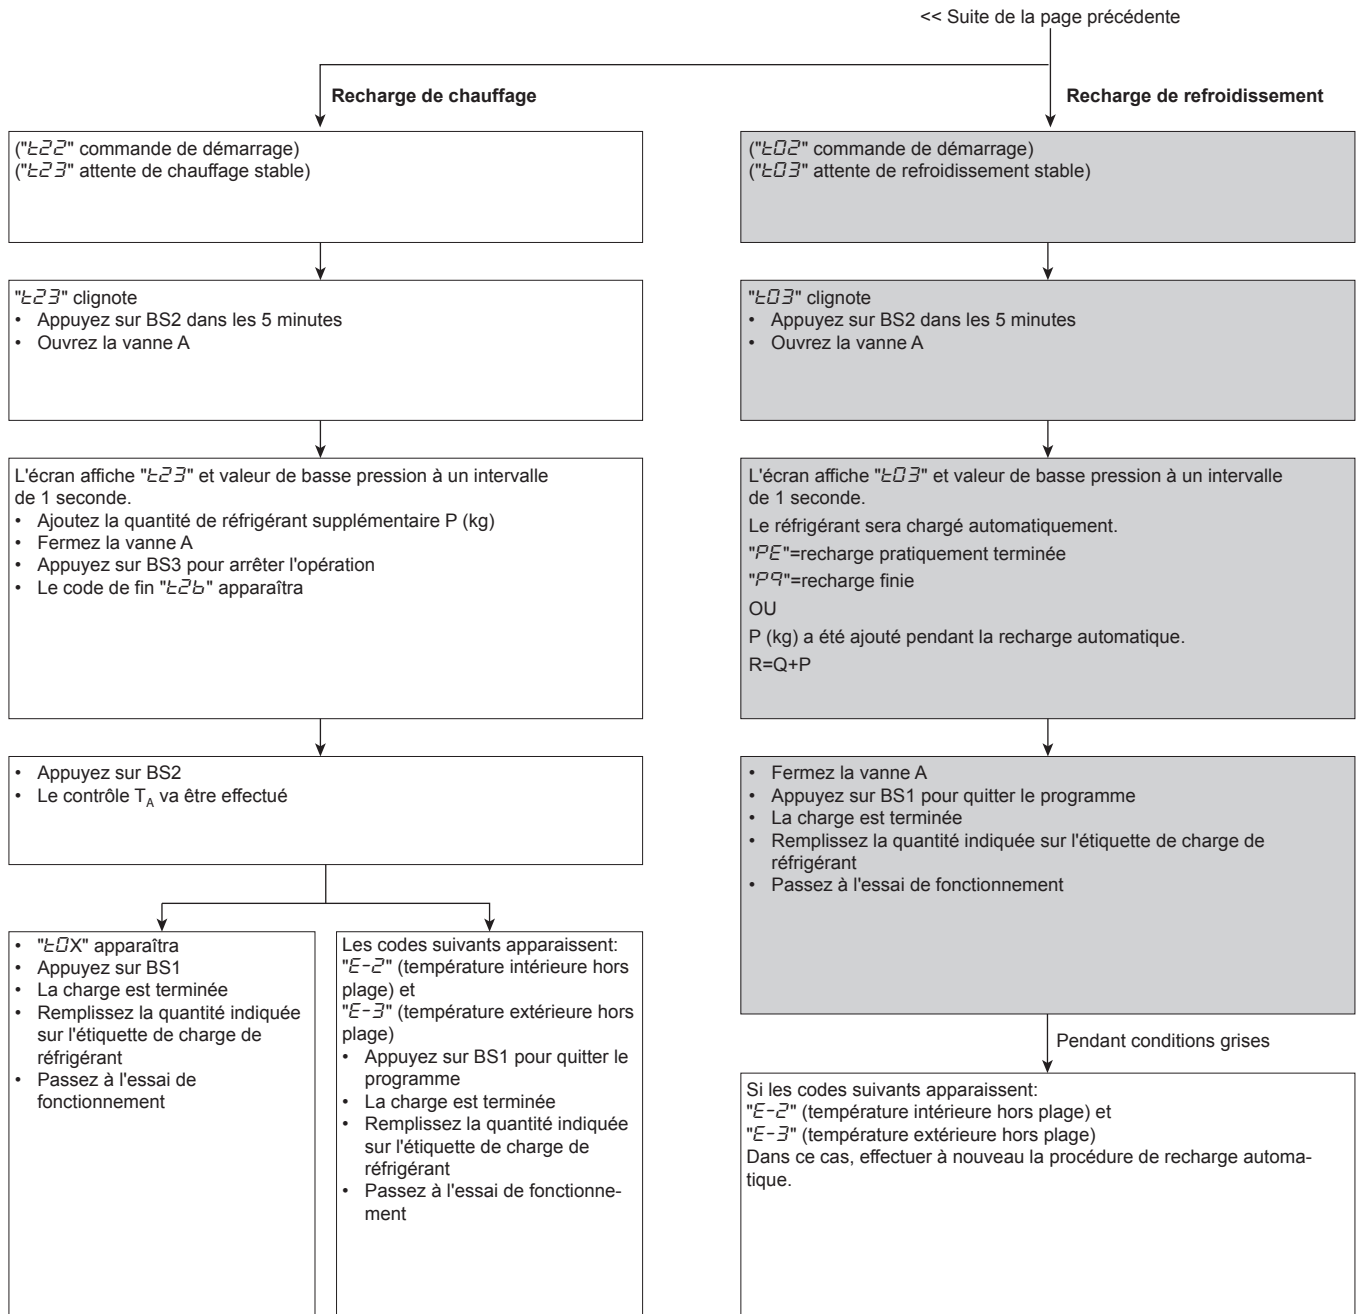 << Suite de la page précédente
Recharge de chauffage
Recharge de refroidissement
("t22" commande de démarrage)
("t23" attente de chauffage stable)
("t02" commande de démarrage)
("t03" attente de refroidissement stable)
"t23" clignote
• Appuyez sur BS2 dans les 5 minutes
• Ouvrez la vanne A
"t03" clignote
• Appuyez sur BS2 dans les 5 minutes
• Ouvrez la vanne A
L'écran affiche "t23" et valeur de basse pression à un intervalle
de 1 seconde.
• Ajoutez la quantité de réfrigérant supplémentaire P (kg)
• Fermez la vanne A
• Appuyez sur BS3 pour arrêter l'opération
• Le code de fin "t2b" apparaîtra
L'écran affiche "t03" et valeur de basse pression à un intervalle
de 1 seconde.
Le réfrigérant sera chargé automatiquement.
"PE"=recharge pratiquement terminée
"P9"=recharge finie
OU
P (kg) a été ajouté pendant la recharge automatique.
R=Q+P
• Appuyez sur BS2
• Le contrôle TA va être effectué
• Fermez la vanne A
• Appuyez sur BS1 pour quitter le programme
• La charge est terminée
• Remplissez la quantité indiquée sur l'étiquette de charge de
réfrigérant
• Passez à l'essai de fonctionnement
• "t0X" apparaîtra
• Appuyez sur BS1
• La charge est terminée
• Remplissez la quantité indiquée
sur l'étiquette de charge de
réfrigérant
• Passez à l'essai de
fonctionnement
Les codes suivants apparaissent:
"E-2" (température intérieure hors
plage) et
"E-3" (température extérieure hors
plage)
• Appuyez sur BS1 pour quitter le
programme
• La charge est terminée
• Remplissez la quantité indiquée
sur l'étiquette de charge de
réfrigérant
• Passez à l'essai de fonctionne-
ment
Pendant conditions grises
Si les codes suivants apparaissent:
"E-2" (température intérieure hors plage) et
"E-3" (température extérieure hors plage)
Dans ce cas, effectuer à nouveau la procédure de recharge automa-
tique.